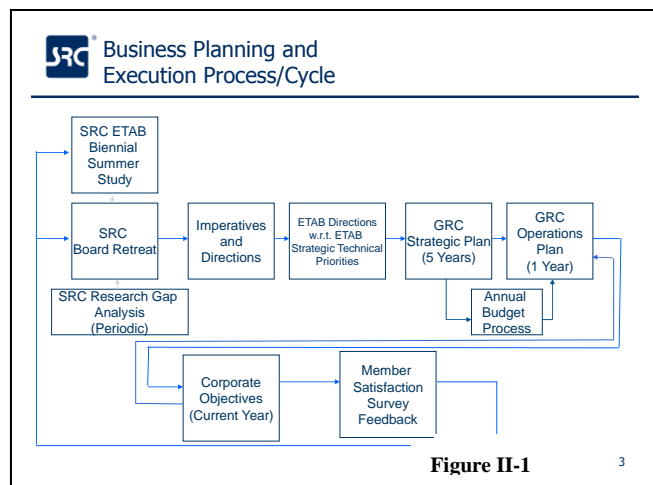 SRC®
Business Planning and
Execution Process/Cycle
SRC ETAB
Biennial
Summer
Study
SRC
Board Retreat
Imperatives
and
Directions
ETAB Directions
w.r.t. ETAB
Strategic Technical
Priorities
GRC
Strategic Plan
(5 Years)
GRC
Operations
Plan
(1 Year)
SRC Research Gap
Analysis
(Periodic)
Annual
Budget
Process
Corporate
Objectives
(Current Year)
Member
Satisfaction
Survey
Feedback
Figure II-1
3